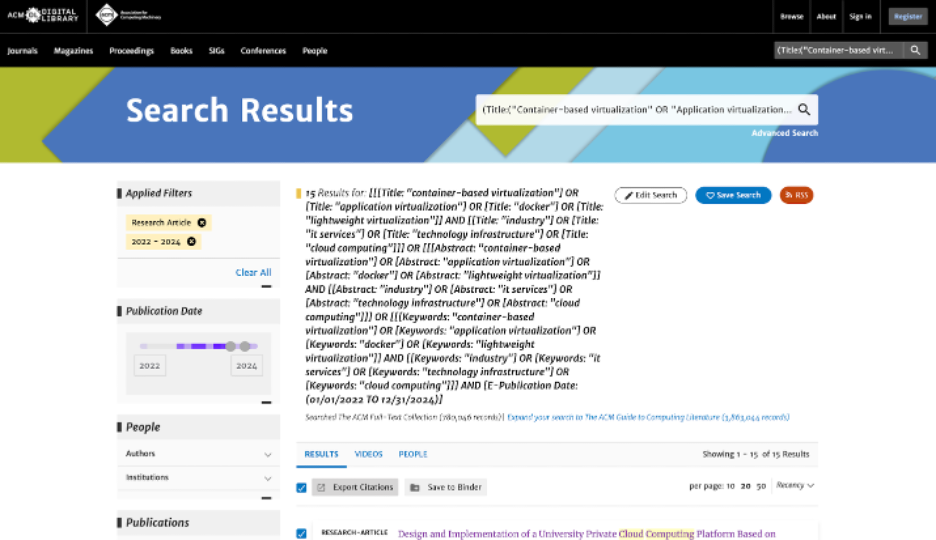 ACM DL DIGITAL LIBRARY
acm Association for Computing Machinery
Browse About Sign in Register
Journals Magazines Proceedings Books SIGs Conferences People
(Title:("Container-based virt...
Search Results
(Title:("Container-based virtualization" OR "Application virtualization...
Advanced Search
Applied Filters
Research Article
2022 - 2024
Clear All
Publication Date
2022 2024
People
Authors
Institutions
Publications
15 Results for: [[[Title: "container-based virtualization"] OR
[Title: "application virtualization"] OR [Title: "docker"] OR [Title:
"lightweight virtualization"]] AND [[Title: "industry"] OR [Title:
"it services"] OR [Title: "technology infrastructure"] OR [Title:
"cloud computing"]]] OR [[[Abstract: "container-based
virtualization"] OR [Abstract: "application virtualization"] OR
[Abstract: "docker"] OR [Abstract: "lightweight virtualization"]]
AND [[Abstract: "industry"] OR [Abstract: "it services"] OR
[Abstract: "technology infrastructure"] OR [Abstract: "cloud
computing"]]] OR [[[Keywords: "container-based
virtualization"] OR [Keywords: "application virtualization"] OR
[Keywords: "docker"] OR [Keywords: "lightweight
virtualization"]] AND [[Keywords: "industry"] OR [Keywords: "it
services"] OR [Keywords: "technology infrastructure"] OR
[Keywords: "cloud computing"]]] AND [E-Publication Date:
(01/01/2022 TO 12/31/2024)]
Edit Search Save Search RSS
Searched The ACM Full-Text Collection (780,046 records)| Expand your search to The ACM Guide to Computing Literature (3,863,044 records)
RESULTS VIDEOS PEOPLE
Showing 1 - 15 of 15 Results
Export Citations Save to Binder
per page: 10 20 50 Recency
RESEARCH-ARTICLE Design and Implementation of a University Private Cloud Computing Platform Based on